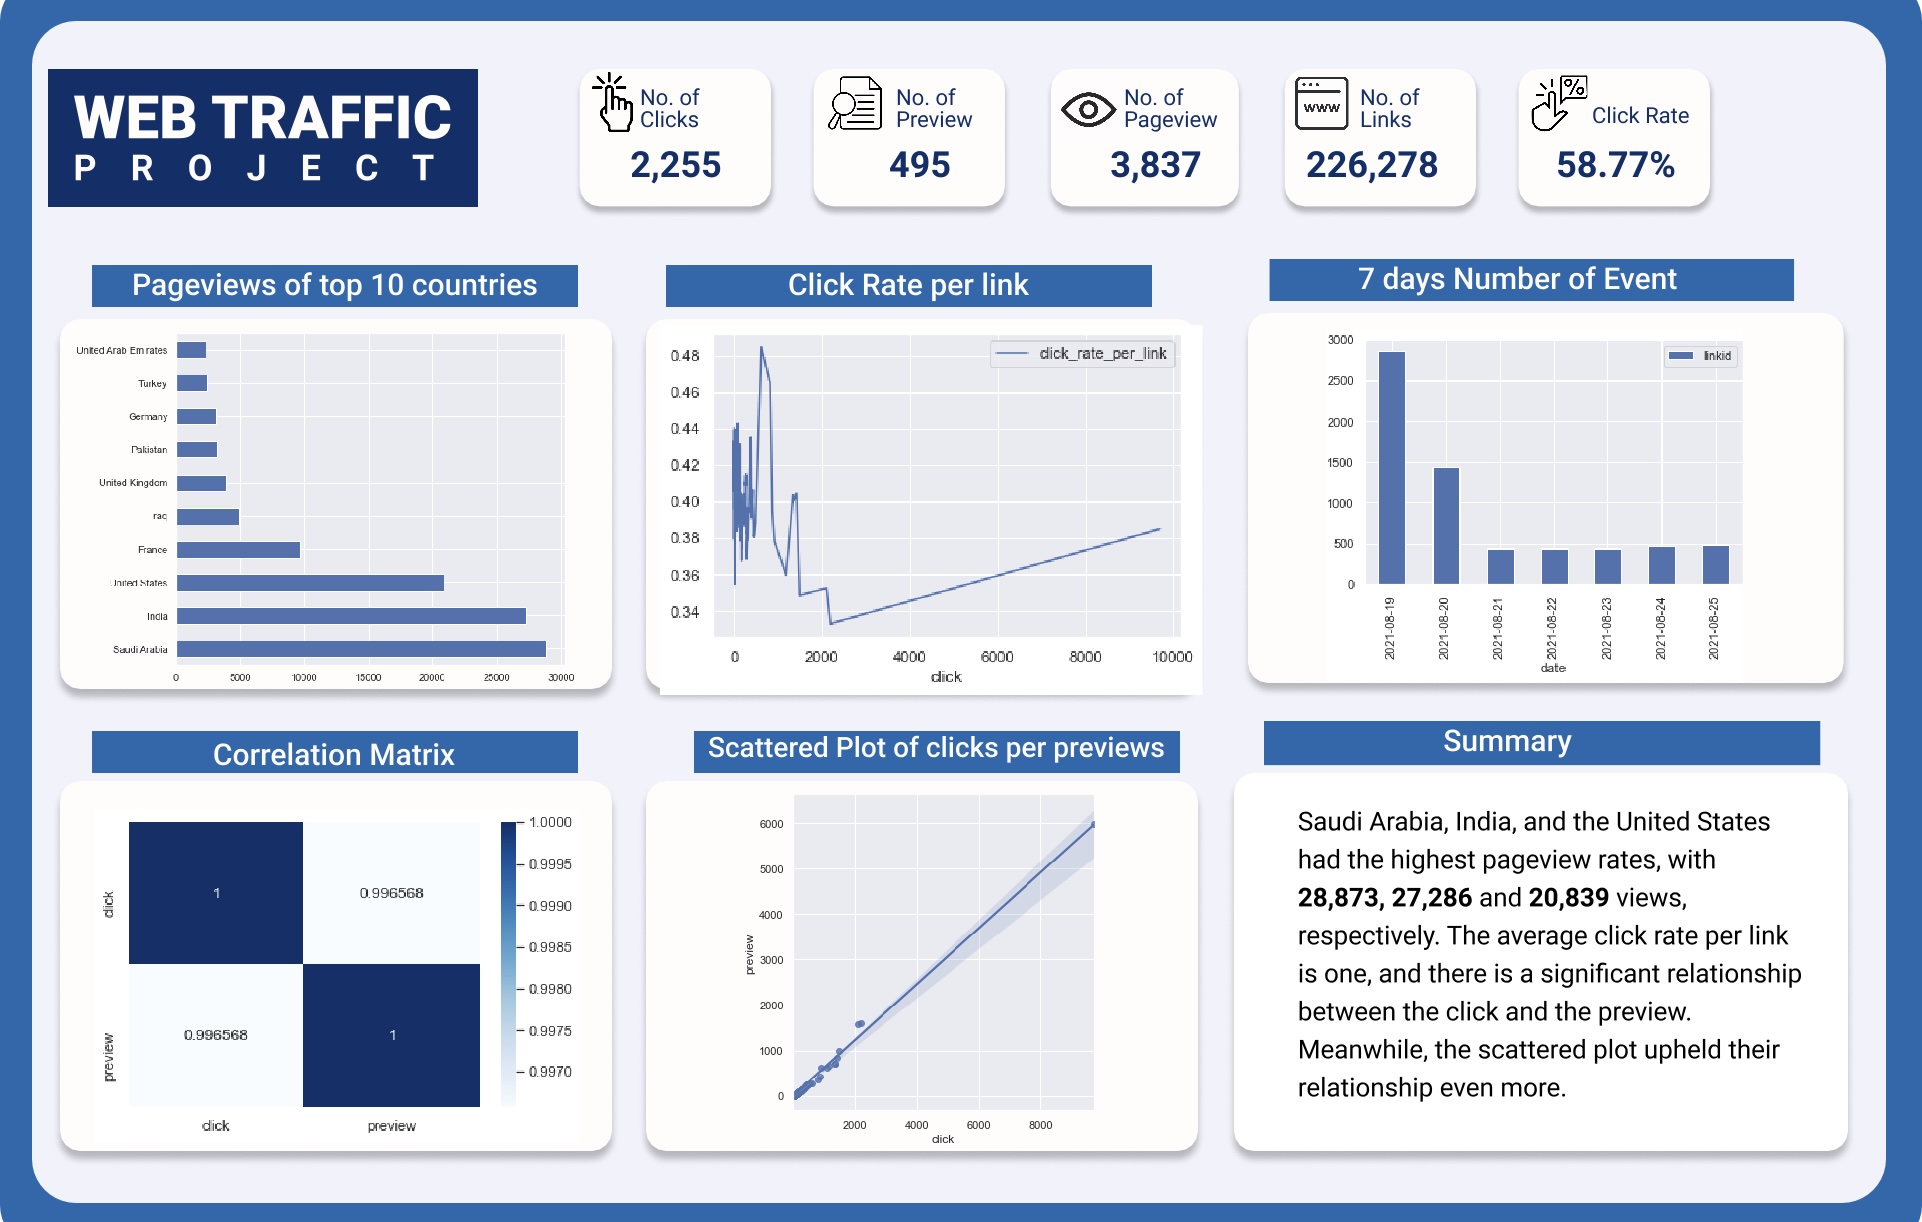 WEB TRAFFIC
PROJECT
No. of
Clicks
2,255
No. of
Preview
495
No. of
Pageview
3,837
www
No. of
Links
226,278
%
Click Rate
58.77%
Pageviews of top 10 countries
United Arab Emirates
Turkey
Germany
Pakistan
United Kingdom
Iraq
France
United States
India
Saudi Arabia
0 5000 10000 15000 20000 25000 30000
Click Rate per link
click_rate_per_link
0.48
0.46
0.44
0.42
0.40
0.38
0.36
0.34
0 2000 4000 6000 8000 10000
click
7 days Number of Event
linkid
3000
2500
2000
1500
1000
500
0
2021-08-19
2021-08-20
2021-08-21
2021-08-22
2021-08-23
2021-08-24
2021-08-25
date
Correlation Matrix
click
preview
1
0.996568
0.996568
1
click preview
1.0000
0.9995
0.9990
0.9985
0.9980
0.9975
0.9970
Scattered Plot of clicks per previews
preview
6000
5000
4000
3000
2000
1000
0
2000 4000 6000 8000
click
Summary
Saudi Arabia, India, and the United States
had the highest pageview rates, with
28,873, 27,286 and 20,839 views,
respectively. The average click rate per link
is one, and there is a significant relationship
between the click and the preview.
Meanwhile, the scattered plot upheld their
relationship even more.